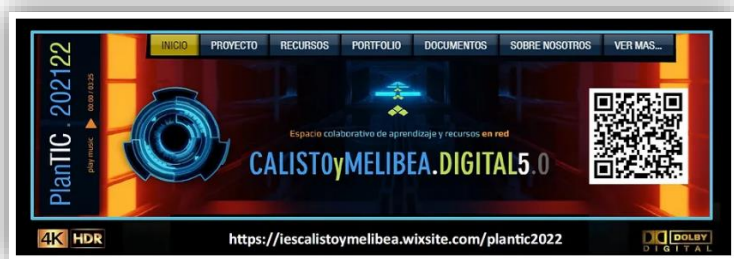 PlanTIC . 202122
play music 00:00 / 03:25
INICIO PROYECTO RECURSOS PORTFOLIO DOCUMENTOS SOBRE NOSOTROS VER MAS...
Espacio colaborativo de aprendizaje y recursos en red
CALISTOyMELIBEA.DIGITAL5.0
4K HDR
https://iescalistoymelibea.wixsite.com/plantic2022
DOLBY
DIGITAL